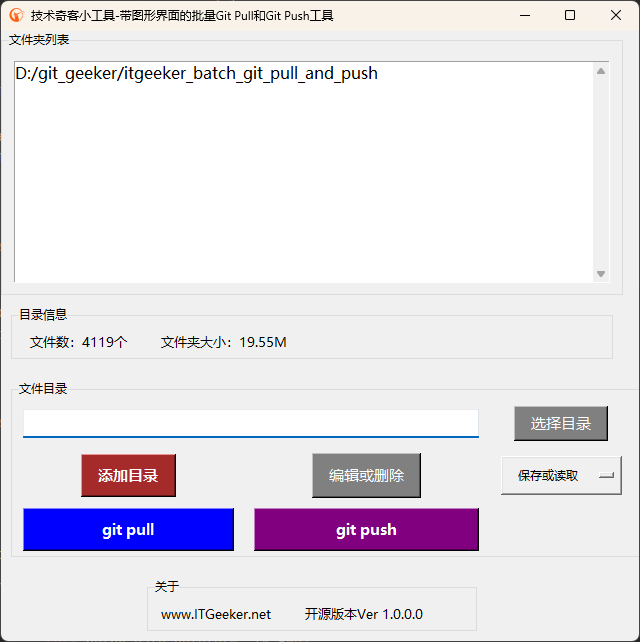 技术奇客小工具-带图形界面的批量Git Pull和Git Push工具
文件夹列表
D:/git_geeker/itgeeker_batch_git_pull_and_push
目录信息
文件数：4119个 文件夹大小：19.55M
文件目录
选择目录
添加目录 编辑或删除 保存或读取
git pull git push
关于
www.ITGeeker.net 开源版本Ver 1.0.0.0